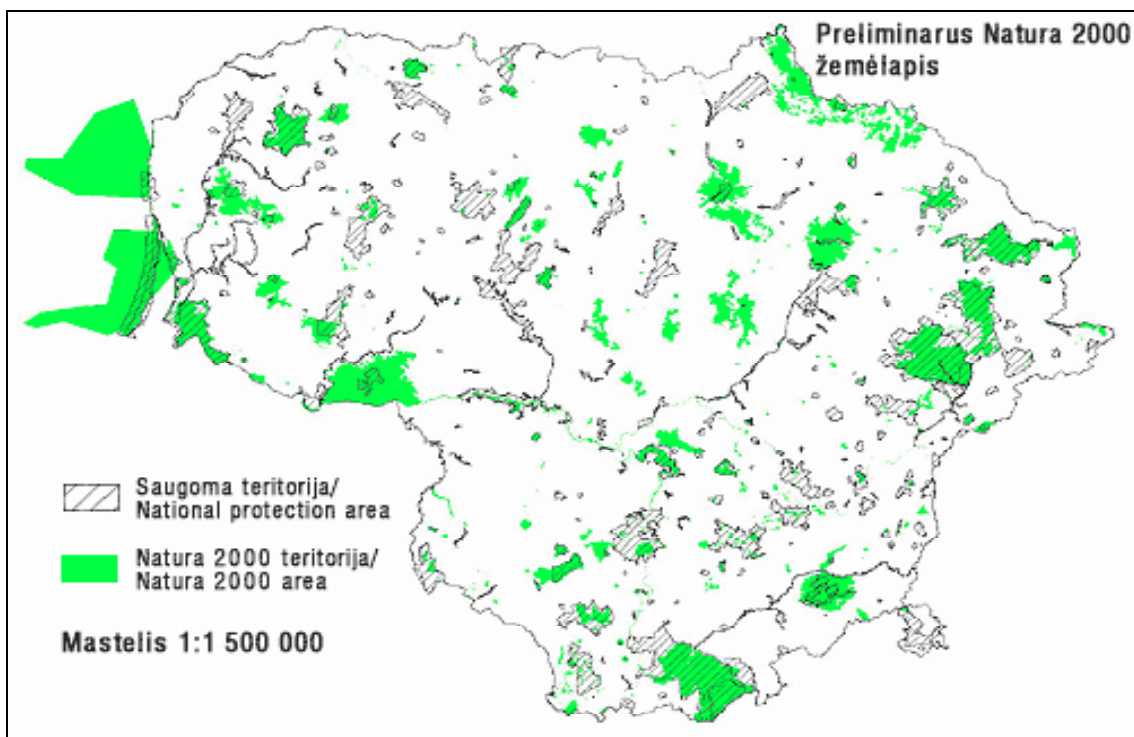 Preliminarus Natura 2000
žemėlapis
Saugoma teritorija/
National protection area
Natura 2000 teritorija/
Natura 2000 area
Mastelis 1:1 500 000